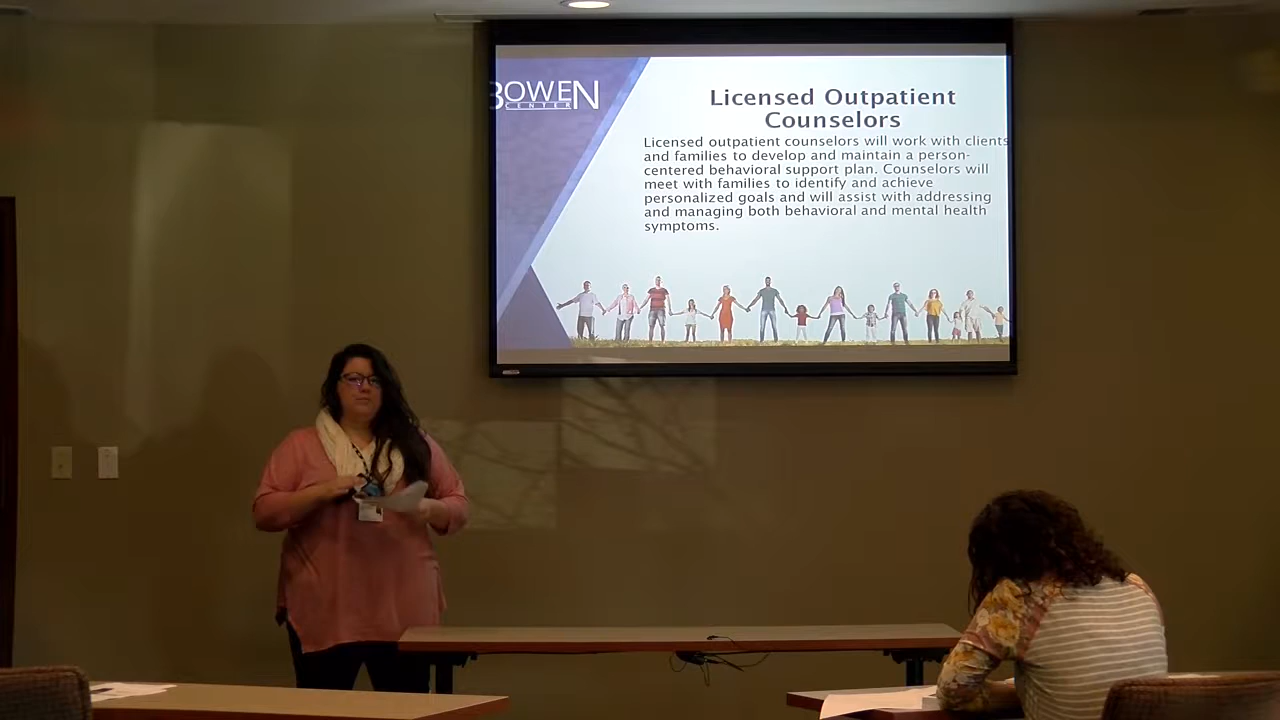 BOWEN
CENTER
Licensed Outpatient
Counselors
Licensed outpatient counselors will work with clients
and families to develop and maintain a person-
centered behavioral support plan. Counselors will
meet with families to identify and achieve
personalized goals and will assist with addressing
and managing both behavioral and mental health
symptoms.